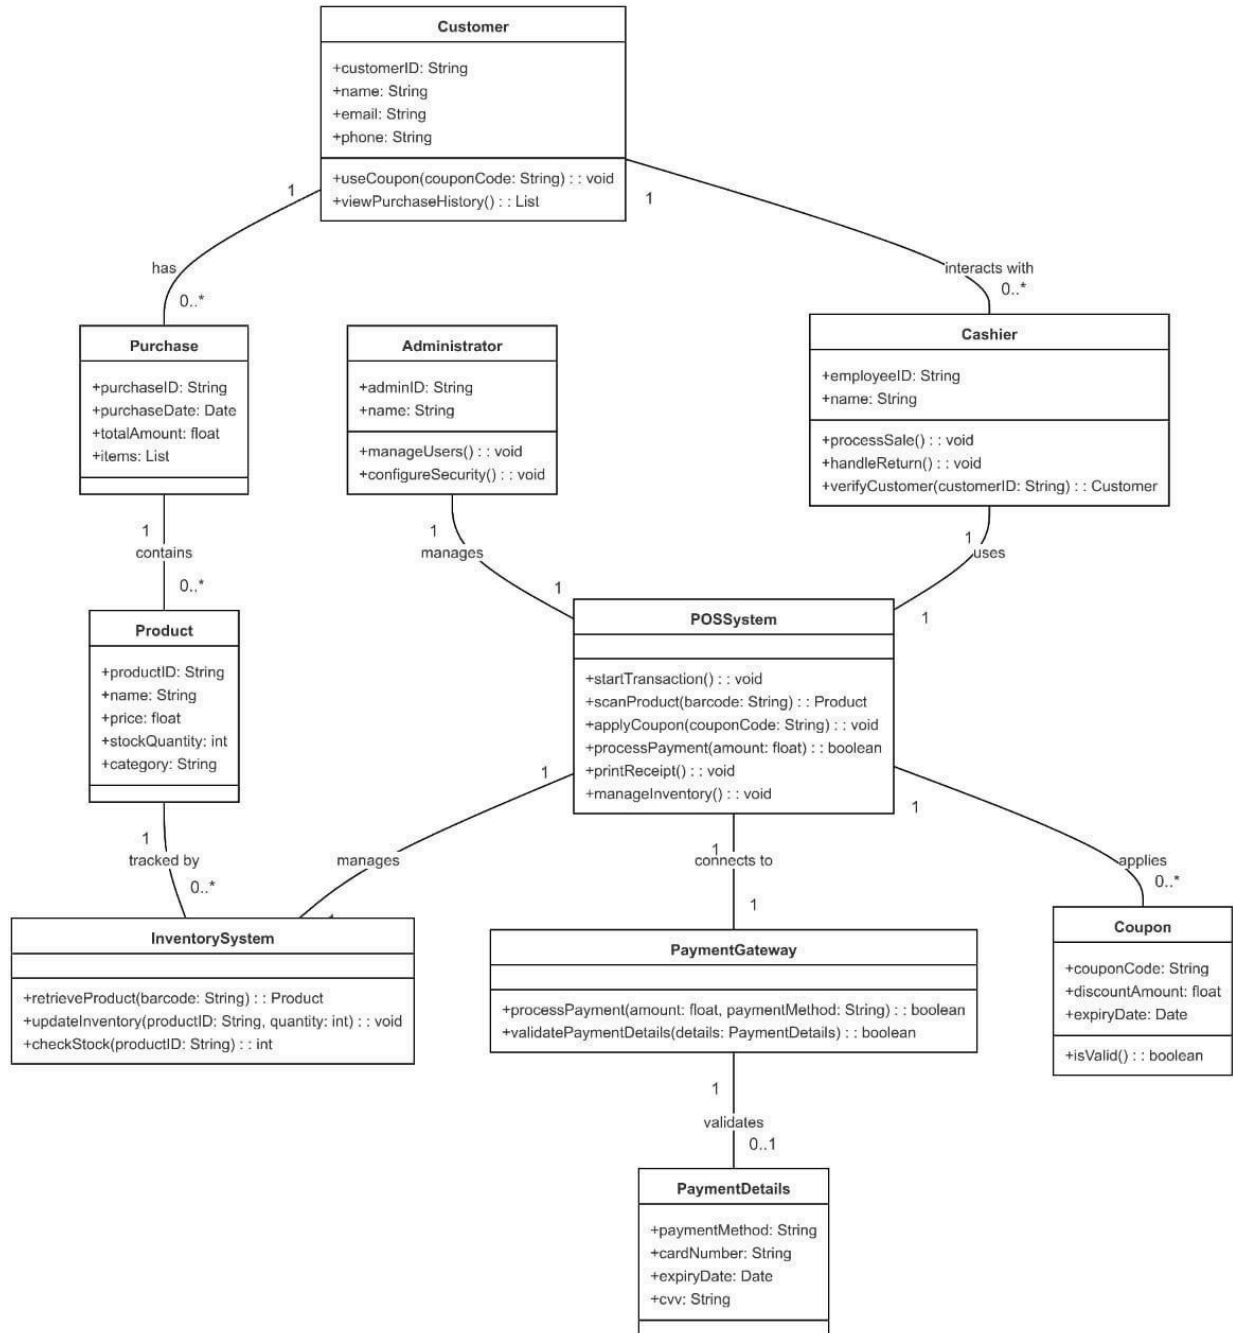 Customer
+customerID: String
+name: String
+email: String
+phone: String
+useCoupon(couponCode: String) : : void
+viewPurchaseHistory() : : List
1
1
has
interacts with
0..*
0..*
Purchase
+purchaseID: String
+purchaseDate: Date
+totalAmount: float
+items: List
Administrator
+adminID: String
+name: String
+manageUsers() : : void
+configureSecurity() : : void
Cashier
+employeeID: String
+name: String
+processSale() : : void
+handleReturn() : : void
+verifyCustomer(customerID: String) : : Customer
1
contains
0..*
1
manages
1
1
uses
1
Product
+productID: String
+name: String
+price: float
+stockQuantity: int
+category: String
POSSystem
+startTransaction() : : void
+scanProduct(barcode: String) : : Product
+applyCoupon(couponCode: String) : : void
+processPayment(amount: float) : : boolean
+printReceipt() : : void
+manageInventory() : : void
1
tracked by
0..*
1
manages
1
connects to
1
1
applies
0..*
InventorySystem
+retrieveProduct(barcode: String) : : Product
+updateInventory(productID: String, quantity: int) : : void
+checkStock(productID: String) : : int
PaymentGateway
+processPayment(amount: float, paymentMethod: String) : : boolean
+validatePaymentDetails(details: PaymentDetails) : : boolean
Coupon
+couponCode: String
+discountAmount: float
+expiryDate: Date
+isValid() : : boolean
1
validates
0..1
PaymentDetails
+paymentMethod: String
+cardNumber: String
+expiryDate: Date
+cvv: String